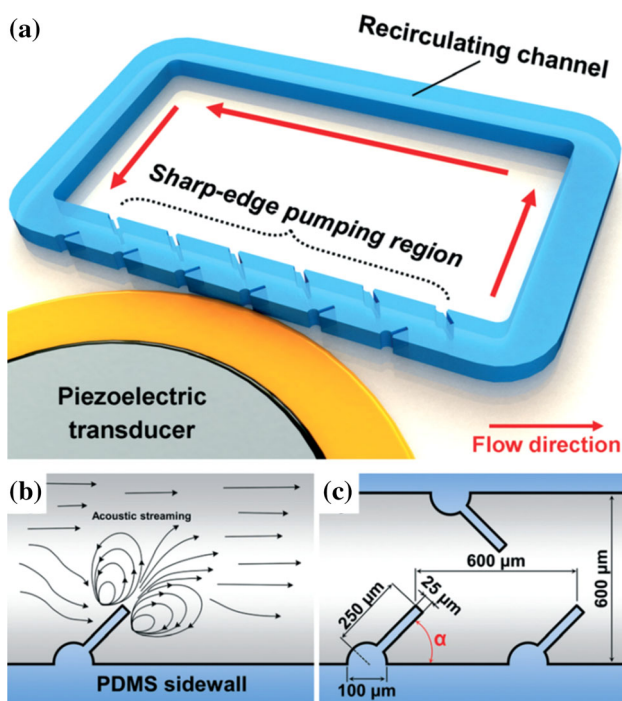 (a)
Recirculating channel
Sharp-edge pumping region
Piezoelectric
transducer
Flow direction
(b)
Acoustic streaming
PDMS sidewall
(c)
600 μm
600 μm
250 μm
25 μm
α
100 μm